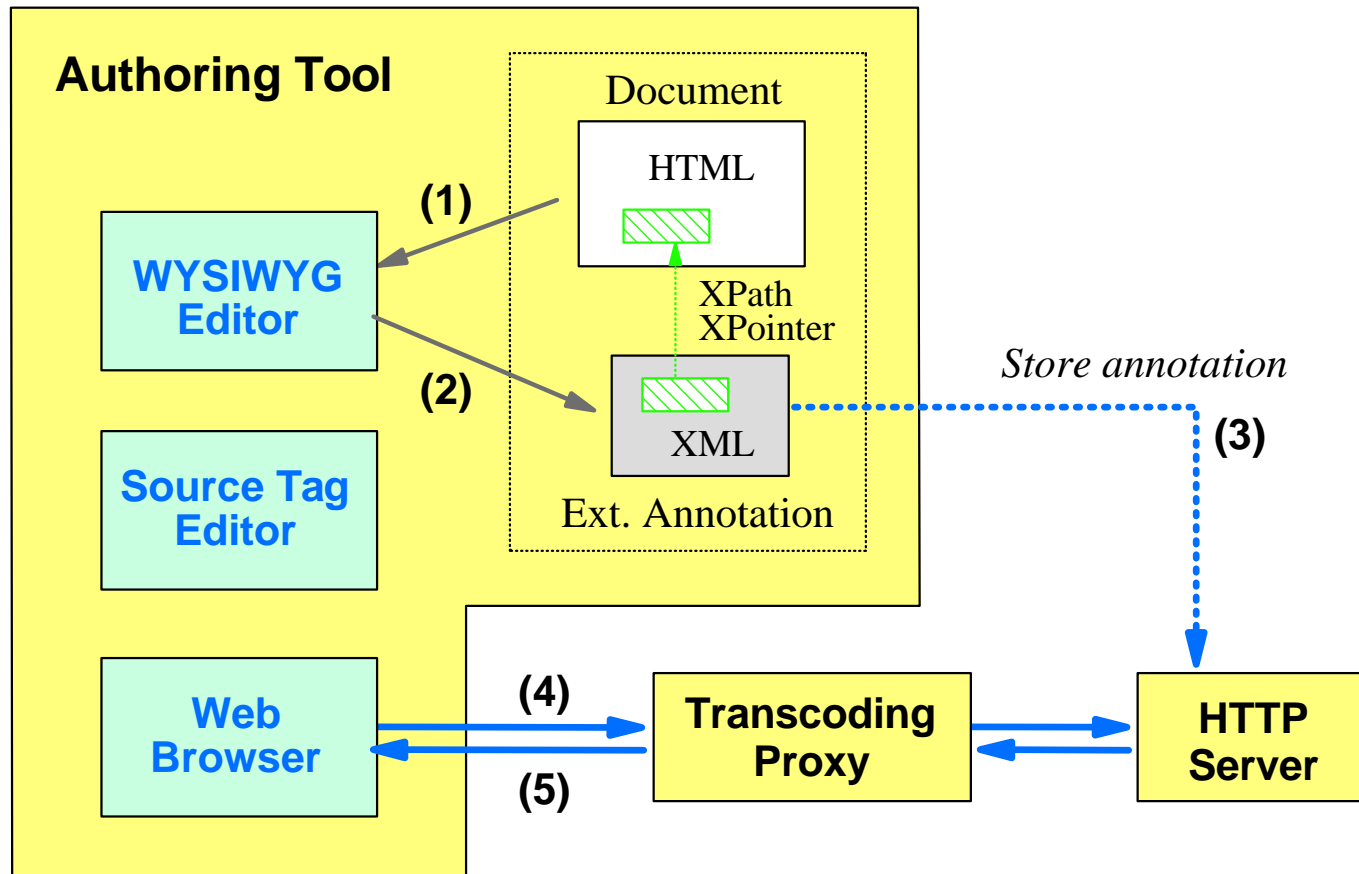 Authoring Tool
Document
HTML
(1)
WYSIWYG
Editor
XPath
XPointer
(2)
Store annotation
(3)
XML
Source Tag
Editor
Ext. Annotation
Web
Browser
(4)
(5)
Transcoding
Proxy
HTTP
Server